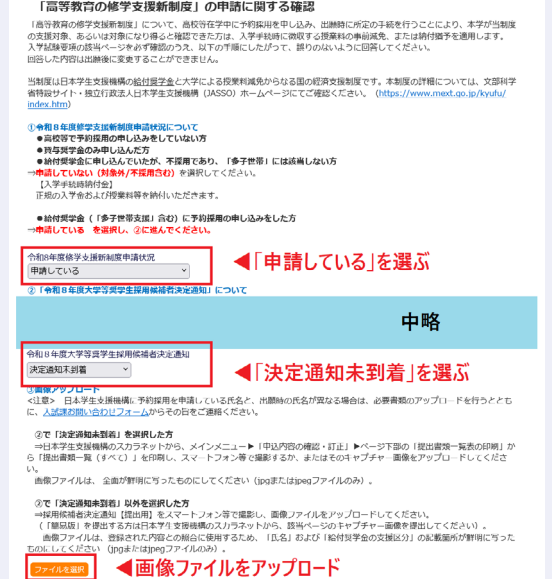 「高等教育の修学支援新制度」の申請に関する確認
「高等教育の修学支援新制度」について、高校等在学中に予約採用を申し込み、出願時に所定の手続を行うことにより、本学が当制度
の支援対象、あるいは対象になり得ると確認できた方は、入学手続時に徴収する授業料の事前減免、または納付猶予を適用します。
入学試験要項の該当ページを必ず確認のうえ、以下の手順にしたがって、誤りのないように回答してください。
回答した内容は出願後に変更することができません。
当制度は日本学生支援機構の給付奨学金と大学による授業料減免からなる国の経済支援制度です。本制度の詳細については、文部科学
省特設サイト・独立行政法人日本学生支援機構（JASSO）ホームページにてご確認ください。（https://www.mext.go.jp/kyufu/
index.htm）
①令和８年度修学支援新制度申請状況について
●高校等で予約採用の申し込みをしていない方
●貸与奨学金のみ申し込んだ方
●給付奨学金に申し込んでいたが、不採用であり、「多子世帯」には該当しない方
⇒申請していない（対象外/不採用含む）を選択してください。
【入学手続時納付金】
正規の入学金および授業料等を納付いただきます。
●給付奨学金（「多子世帯支援」含む）に予約採用の申し込みをした方
⇒申請している　を選択し、②に進んでください。
令和8年度修学支援新制度申請状況
申請している
◀「申請している」を選ぶ
②「令和８年度大学等奨学生採用候補者決定通知」について
中略
令和８年度大学等奨学生採用候補者決定通知
決定通知未到着
◀「決定通知未到着」を選ぶ
③画像アップロード
<注意>　日本学生支援機構に予約採用を申請している氏名と、出願時の氏名が異なる場合は、必要書類のアップロードを行うととも
に、入試課お問い合わせフォームからその旨をご連絡ください。
②で「決定通知未到着」を選択した方
⇒日本学生支援機構のスカラネットから、メインメニュー▶「申込内容の確認・訂正」▶ページ下部の「提出書類一覧表の印刷」か
ら「提出書類一覧（すべて）」を印刷し、スマートフォン等で撮影するか、またはそのキャプチャー画像をアップロードしてくださ
い。
画像ファイルは、全面が鮮明に写ったものにしてください（jpgまたはjpegファイルのみ）。
②で「決定通知未到着」以外を選択した方
⇒採用候補者決定通知【提出用】をスマートフォン等で撮影し、画像ファイルをアップロードしてください。
（「簡易版」を提出する方は日本学生支援機構のスカラネットから、該当ページのキャプチャー画像を提出してください）。
画像ファイルは、登録された内容との照合に使用するため、「氏名」および「給付奨学金の支援区分」の記載箇所が鮮明に写った
ものにしてください（jpgまたはjpegファイルのみ）。
ファイルを選択
◀画像ファイルをアップロード